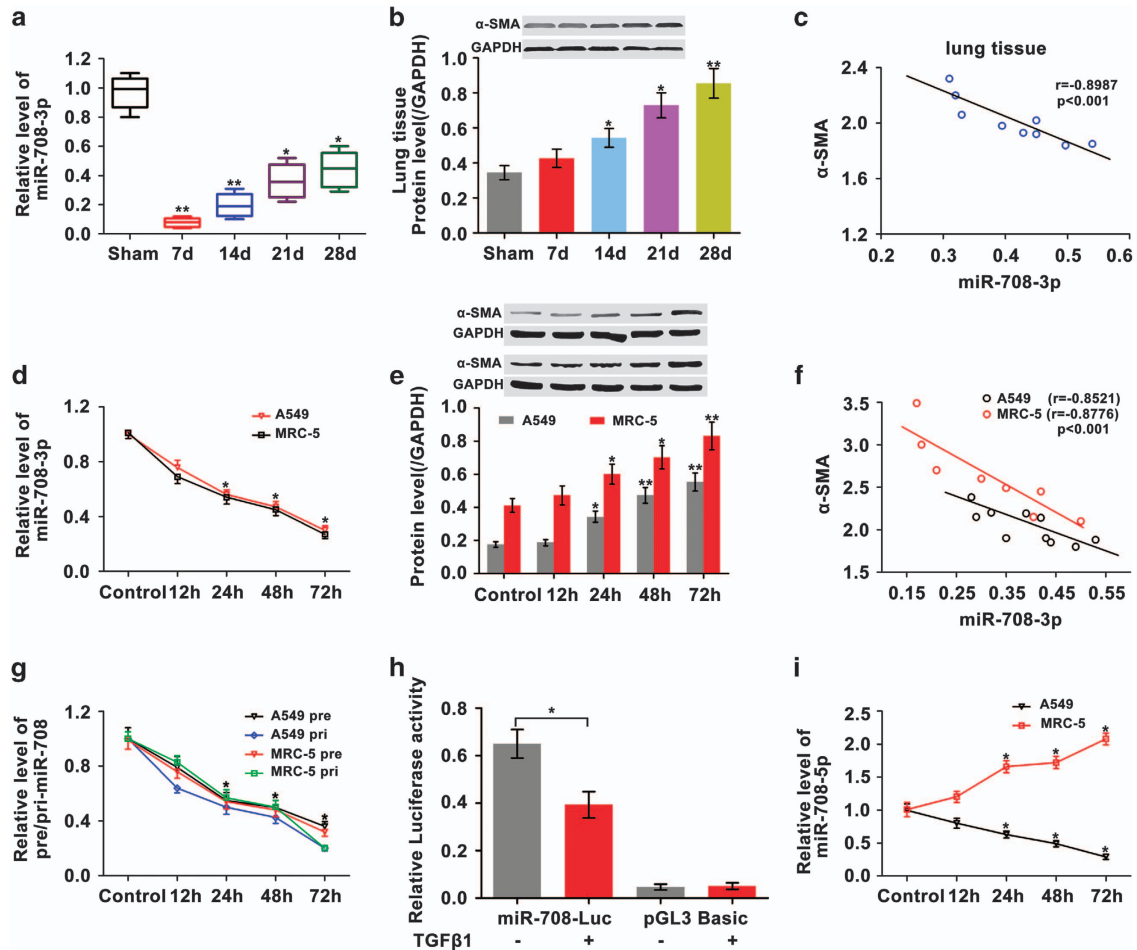 a
Relative level of
miR-708-3p
1.2
1.0
0.8
0.6
0.4
0.2
0.0
**
**
*
*
Sham 7d 14d 21d 28d
b
α-SMA
GAPDH
Lung tissue
Protein level(/GAPDH)
1.0
0.8
0.6
0.4
0.2
0.0
*
*
**
Sham 7d 14d 21d 28d
c
lung tissue
r=-0.8987
p<0.001
α-SMA
2.4
2.0
1.6
1.2
0.2 0.3 0.4 0.5 0.6
miR-708-3p
d
Relative level of
miR-708-3p
1.2
0.8
0.4
0.0
A549
MRC-5
*
*
*
Control 12h 24h 48h 72h
e
α-SMA
GAPDH
α-SMA
GAPDH
Protein level(/GAPDH)
1.0
0.8
0.6
0.4
0.2
0.0
A549 MRC-5
*
*
**
*
**
**
Control 12h 24h 48h 72h
f
A549 (r=-0.8521)
MRC-5 (r=-0.8776)
p<0.001
α-SMA
3.5
3.0
2.5
2.0
1.5
0.15 0.25 0.35 0.45 0.55
miR-708-3p
g
Relative level of
pre/pri-miR-708
1.2
0.8
0.4
0.0
A549 pre
A549 pri
MRC-5 pre
MRC-5 pri
*
*
*
Control 12h 24h 48h 72h
h
Relative Luciferase activity
0.8
0.6
0.4
0.2
0.0
*
miR-708-Luc pGL3 Basic
TGFβ1 - + - +
i
Relative level of
miR-708-5p
2.5
2.0
1.5
1.0
0.5
0.0
A549
MRC-5
*
*
*
*
*
*
Control 12h 24h 48h 72h